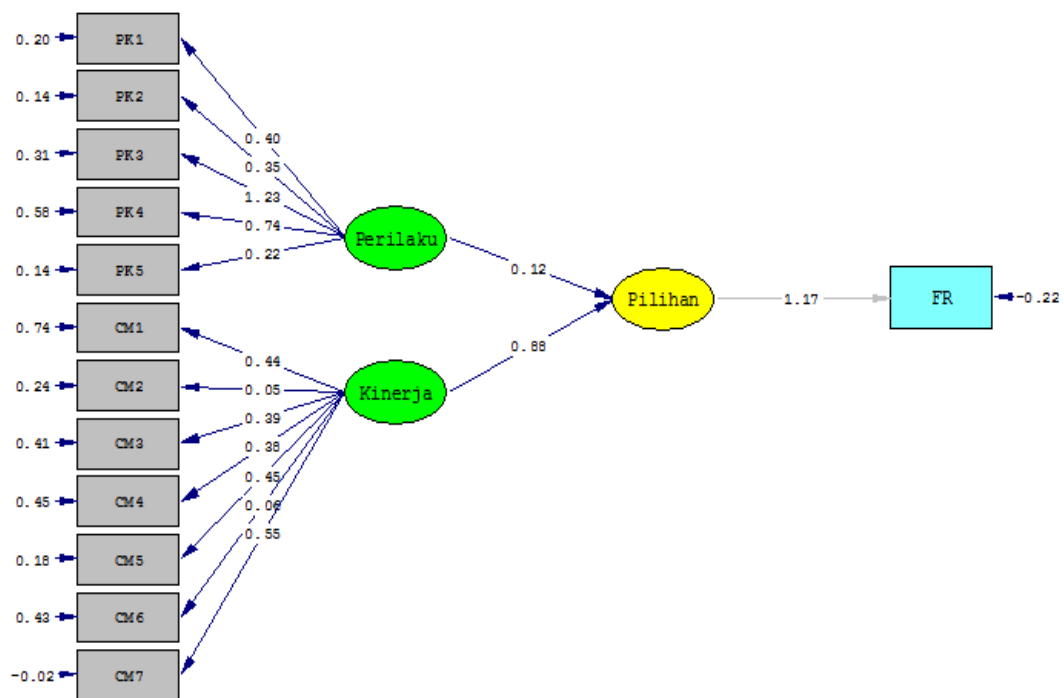 0.20 PK1
0.14 PK2
0.31 PK3
0.58 PK4
0.14 PK5
0.74 CM1
0.24 CM2
0.41 CM3
0.45 CM4
0.18 CM5
0.43 CM6
-0.02 CM7
0.40
0.35
1.23
0.74
0.22
0.44
0.05
0.39
0.38
0.45
0.06
0.55
Perilaku
Kinerja
0.12
0.88
Pilihan
1.17
FR
-0.22